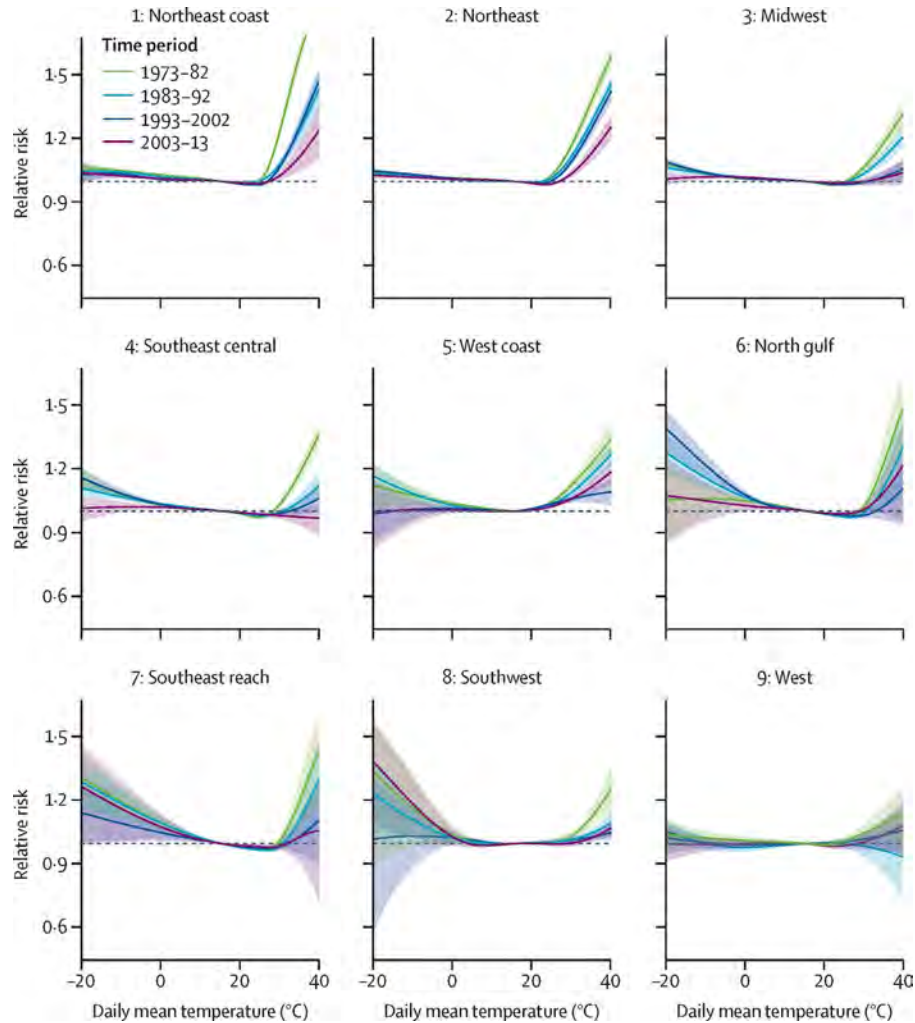 1: Northeast coast
2: Northeast
3: Midwest
Time period
1973–82
1983–92
1993–2002
2003–13
Relative risk
1·5
1·2
0·9
0·6
4: Southeast central
5: West coast
6: North gulf
Relative risk
1·5
1·2
0·9
0·6
7: Southeast reach
8: Southwest
9: West
Relative risk
1·5
1·2
0·9
0·6
–20 0 20 40 –20 0 20 40 –20 0 20 40
Daily mean temperature (°C) Daily mean temperature (°C) Daily mean temperature (°C)